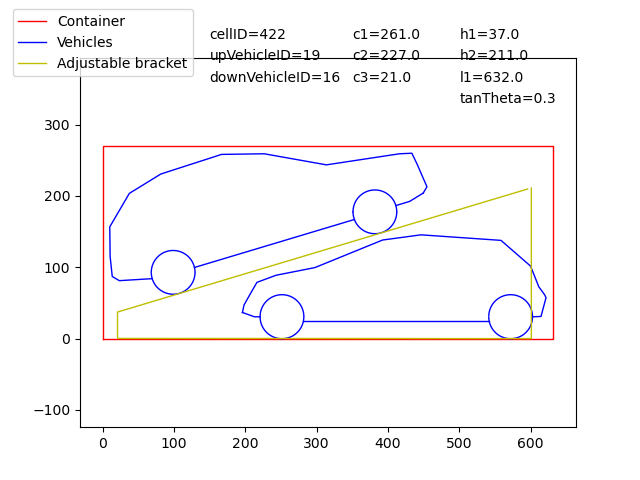 Container
Vehicles
Adjustable bracket
cellID=422 c1=261.0 h1=37.0
upVehicleID=19 c2=227.0 h2=211.0
downVehicleID=16 c3=21.0 l1=632.0
tanTheta=0.3
300
200
100
0
−100
0 100 200 300 400 500 600